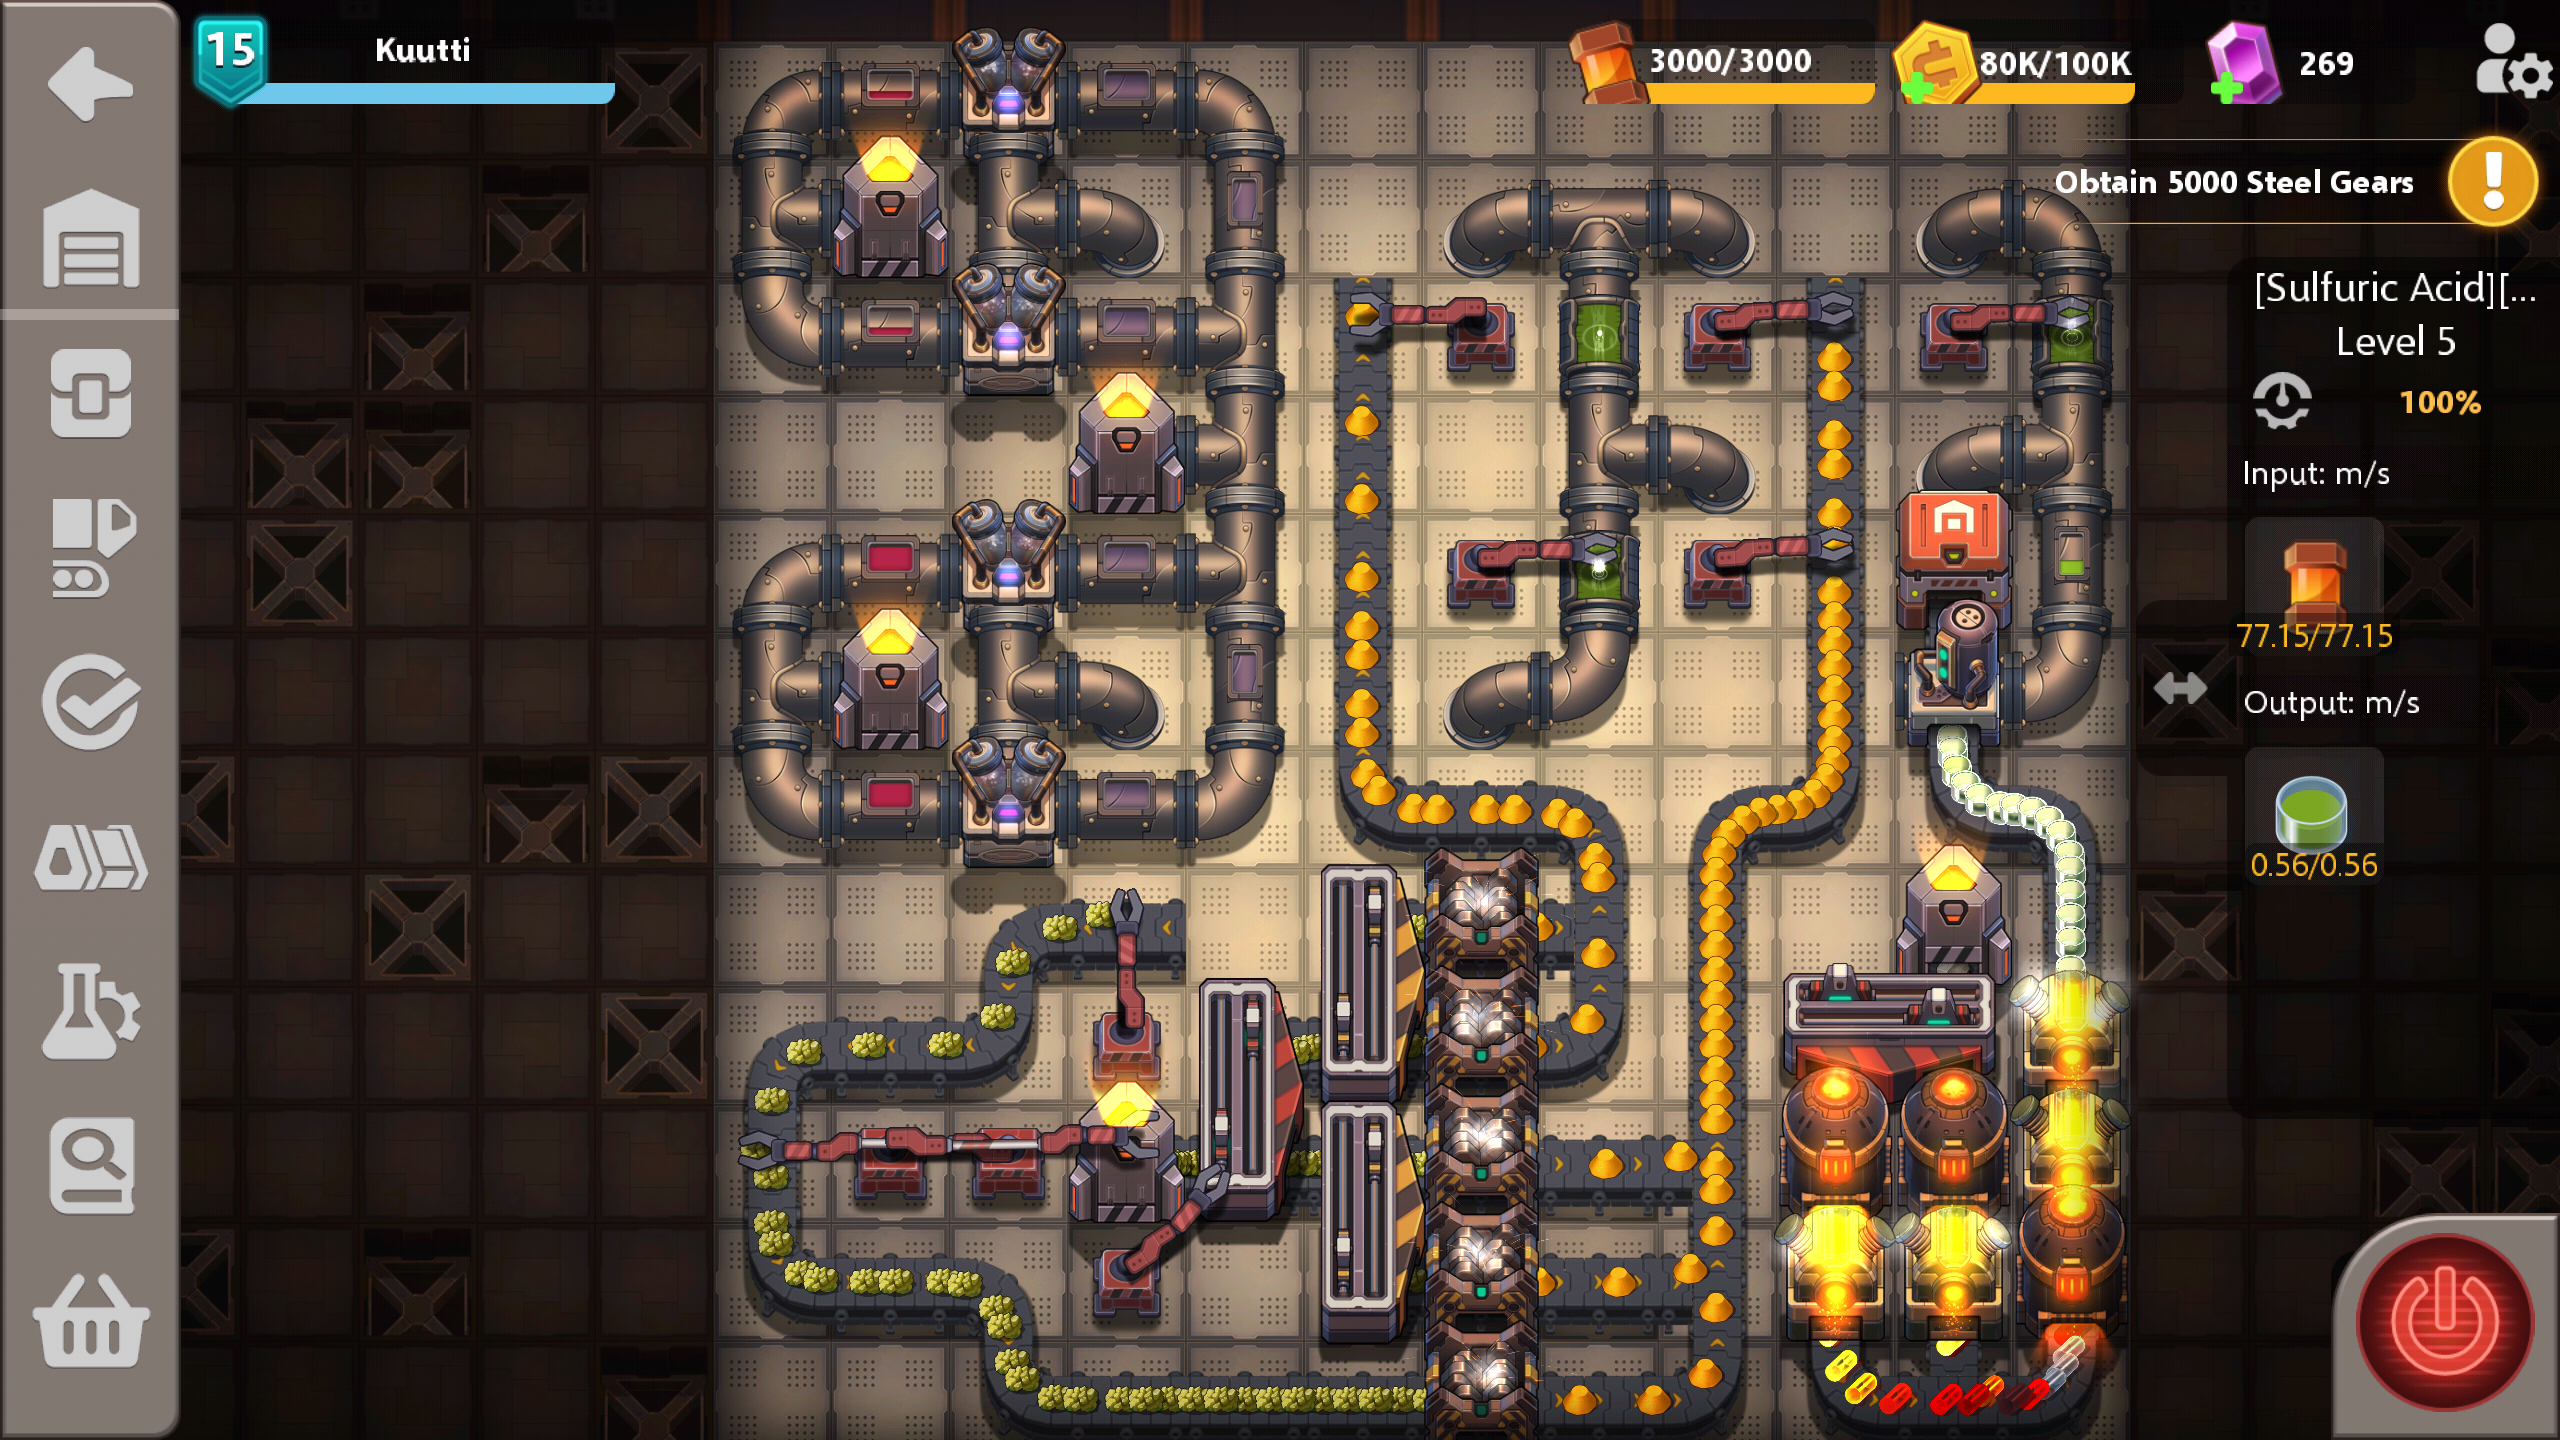 15
Kuutti
3000/3000
80K/100K
269
Obtain 5000 Steel Gears
[Sulfuric Acid][...
Level 5
100%
Input: m/s
77.15/77.15
Output: m/s
0.56/0.56